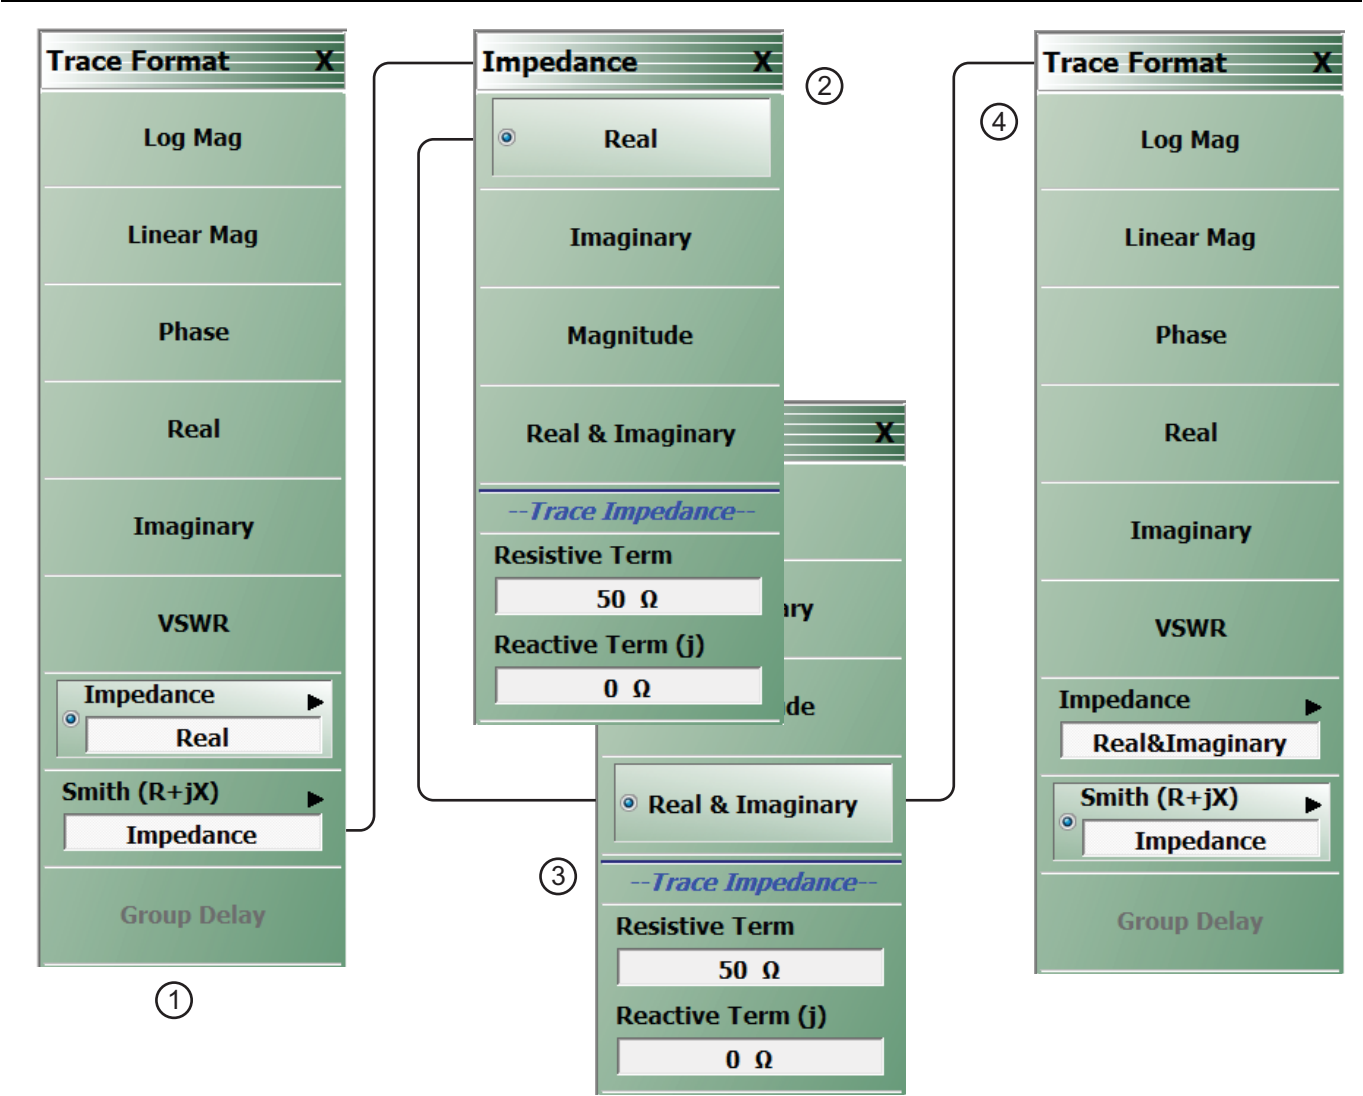 Trace Format X
Log Mag
Linear Mag
Phase
Real
Imaginary
VSWR
Impedance
Real
Smith (R+jX)
Impedance
Group Delay
1
Impedance X
2
Real
Imaginary
Magnitude
Real & Imaginary
--Trace Impedance--
Resistive Term
50 Ω
Reactive Term (j)
0 Ω
X
ary
de
Real & Imaginary
3
--Trace Impedance--
Resistive Term
50 Ω
Reactive Term (j)
0 Ω
Trace Format X
4
Log Mag
Linear Mag
Phase
Real
Imaginary
VSWR
Impedance
Real&Imaginary
Smith (R+jX)
Impedance
Group Delay